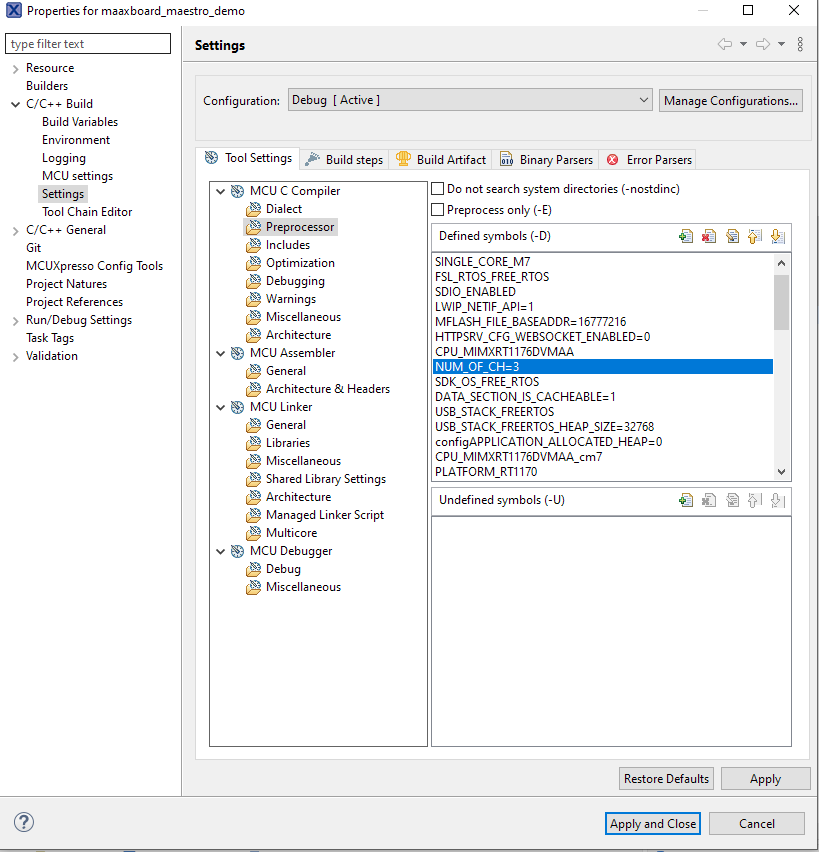 Properties for maaxboard_maestro_demo
type filter text
Resource
Builders
C/C++ Build
Build Variables
Environment
Logging
MCU settings
Settings
Tool Chain Editor
C/C++ General
Git
MCUXpresso Config Tools
Project Natures
Project References
Run/Debug Settings
Task Tags
Validation
Settings
Configuration:
Debug [ Active ]
Manage Configurations...
Tool Settings
Build steps
Build Artifact
Binary Parsers
Error Parsers
MCU C Compiler
Dialect
Preprocessor
Includes
Optimization
Debugging
Warnings
Miscellaneous
Architecture
MCU Assembler
General
Architecture & Headers
MCU Linker
General
Libraries
Miscellaneous
Shared Library Settings
Architecture
Managed Linker Script
Multicore
MCU Debugger
Debug
Miscellaneous
Do not search system directories (-nostdinc)
Preprocess only (-E)
Defined symbols (-D)
SINGLE_CORE_M7
FSL_RTOS_FREE_RTOS
SDIO_ENABLED
LWIP_NETIF_API=1
MFLASH_FILE_BASEADDR=16777216
HTTPSRV_CFG_WEBSOCKET_ENABLED=0
CPU_MIMXRT1176DVMAA
NUM_OF_CH=3
SDK_OS_FREE_RTOS
DATA_SECTION_IS_CACHEABLE=1
USB_STACK_FREERTOS
USB_STACK_FREERTOS_HEAP_SIZE=32768
configAPPLICATION_ALLOCATED_HEAP=0
CPU_MIMXRT1176DVMAA_cm7
PLATFORM_RT1170
Undefined symbols (-U)
Restore Defaults
Apply
Apply and Close
Cancel